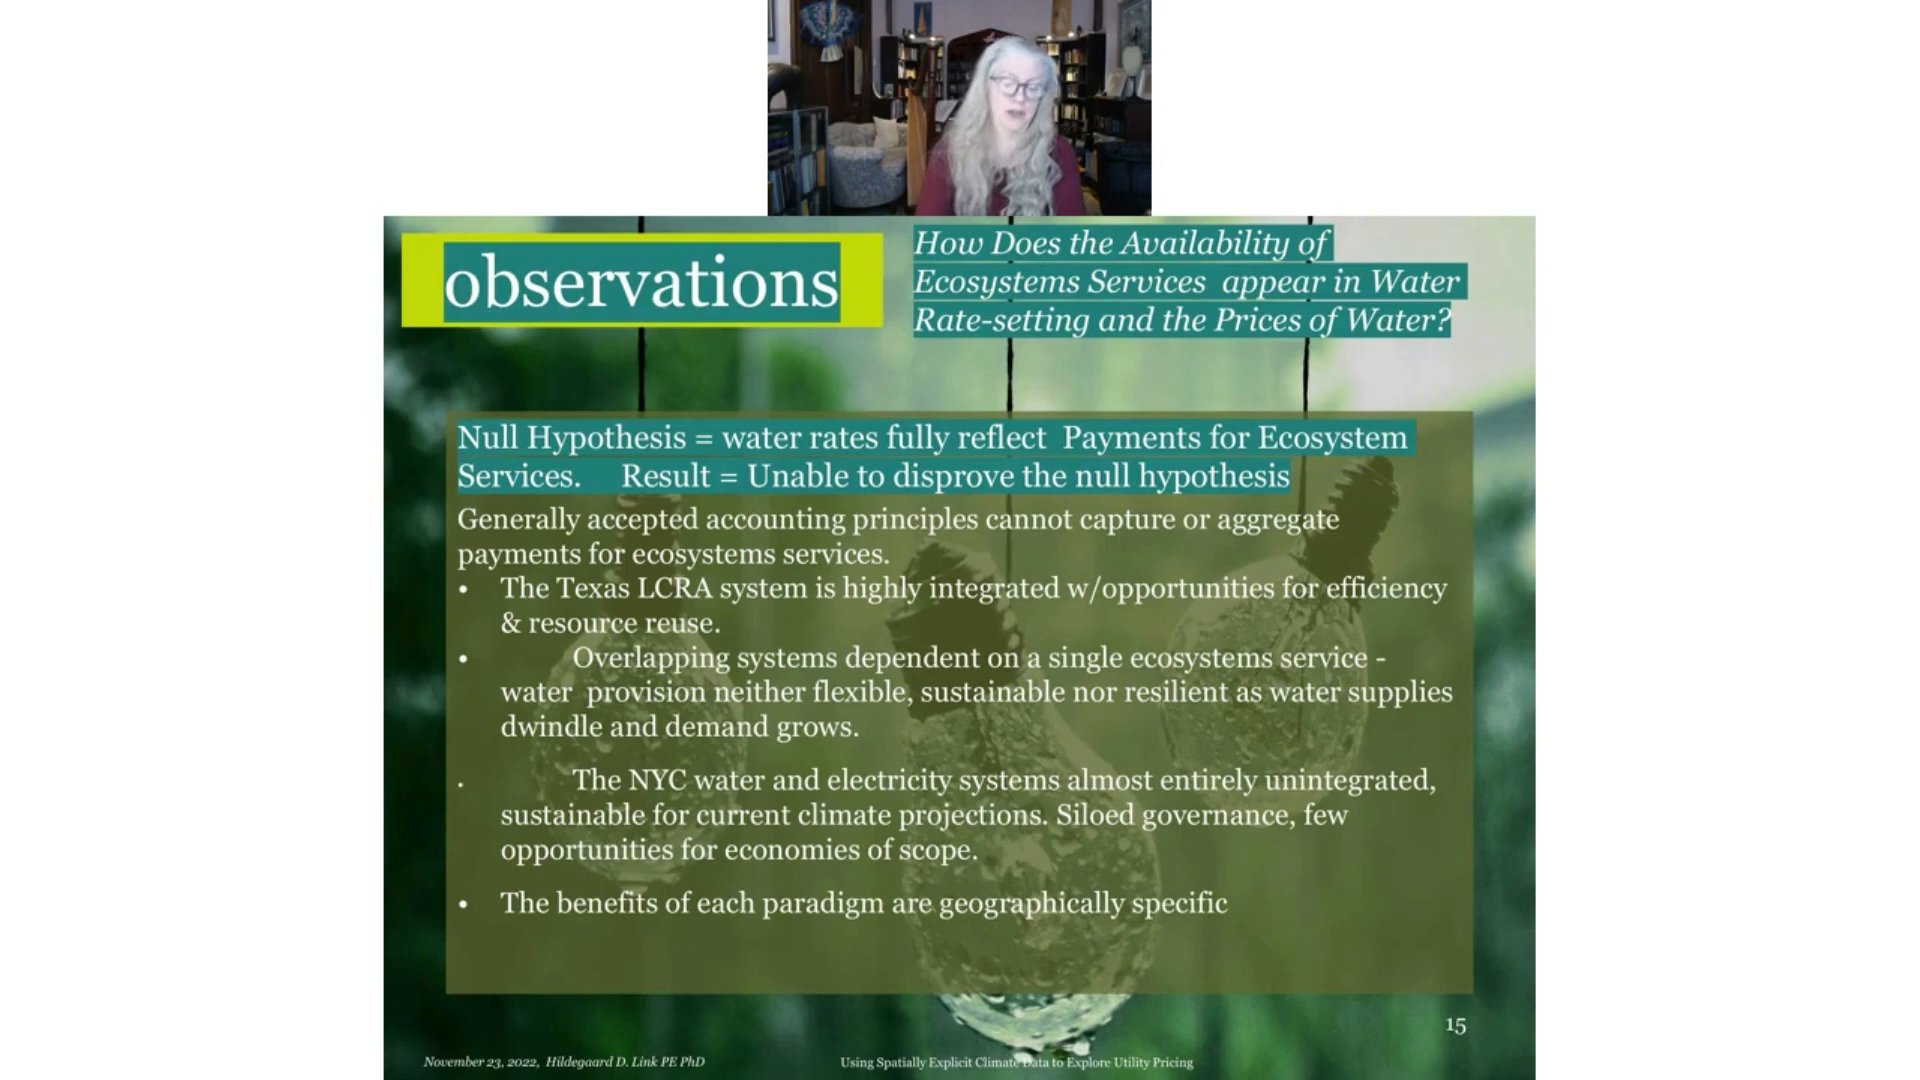 observations
How Does the Availability of
Ecosystems Services appear in Water
Rate-setting and the Prices of Water?
Null Hypothesis = water rates fully reflect Payments for Ecosystem
Services. Result = Unable to disprove the null hypothesis
Generally accepted accounting principles cannot capture or aggregate
payments for ecosystems services.
• The Texas LCRA system is highly integrated w/opportunities for efficiency
& resource reuse.
• Overlapping systems dependent on a single ecosystems service -
water provision neither flexible, sustainable nor resilient as water supplies
dwindle and demand grows.
• The NYC water and electricity systems almost entirely unintegrated,
sustainable for current climate projections. Siloed governance, few
opportunities for economies of scope.
• The benefits of each paradigm are geographically specific
15
November 23, 2022, Hildegaard D. Link PE PhD
Using Spatially Explicit Climate Data to Explore Utility Pricing